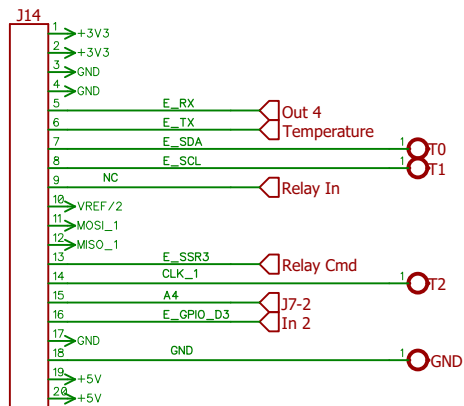 J14
1 +3V3
2 +3V3
3 GND
4 GND
5 E_RX Out 4
6 E_TX Temperature
7 E_SDA 1 T0
8 E_SCL 1 T1
9 NC Relay In
10 VREF/2
11 MOSI_1
12 MISO_1
13 E_SSR3 Relay Cmd
14 CLK_1 1 T2
15 A4 J7-2
16 E_GPIO_D3 In 2
17 GND
18 GND 1 GND
19 +5V
20 +5V